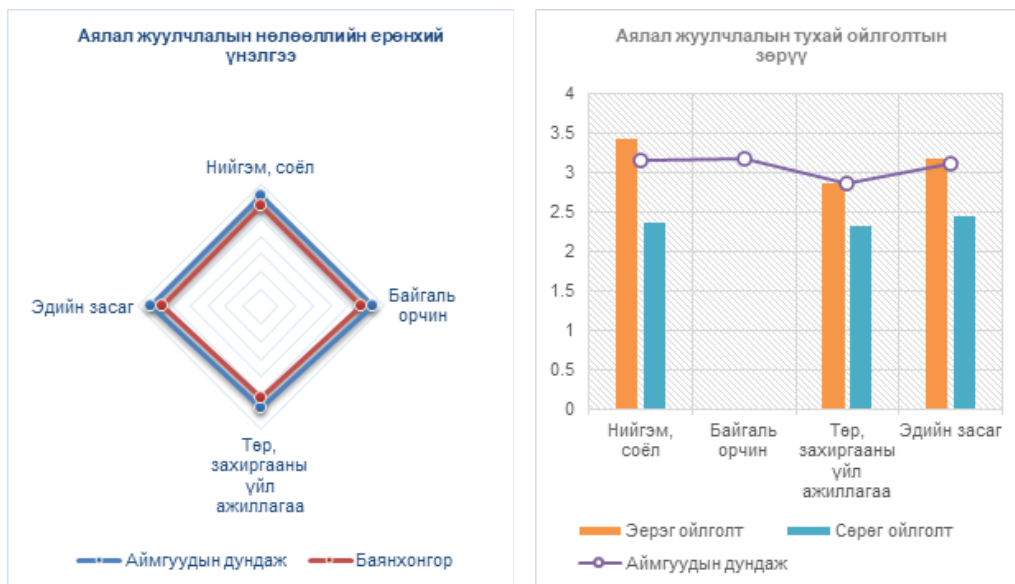 Аялал жуулчлалын нөлөөллийн ерөнхий
үнэлгээ
Нийгэм, соёл
Эдийн засаг
Байгаль
орчин
Төр,
захиргааны
үйл
ажиллагаа
Аймгуудын дундаж
Баянхонгор
Аялал жуулчлалын тухай ойлголтын
зөрүү
4
3.5
3
2.5
2
1.5
1
0.5
0
Нийгэм,
соёл
Байгаль
орчин
Төр,
захиргааны
үйл
ажиллагаа
Эдийн засаг
Эерэг ойлголт
Сөрөг ойлголт
Аймгуудын дундаж